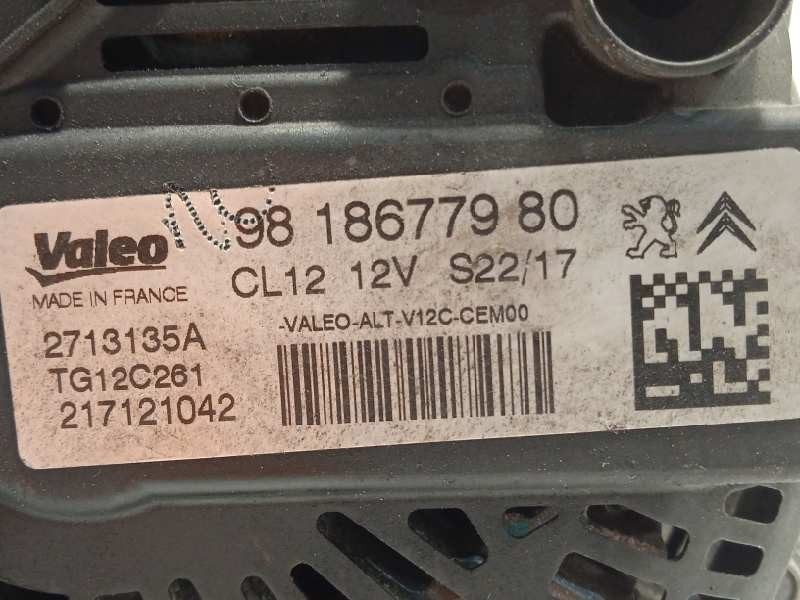 Valeo
MADE IN FRANCE
98 186779 80
CL12 12V S22/17
-VALEO-ALT-V12C-CEM00
2713135A
TG12C261
217121042